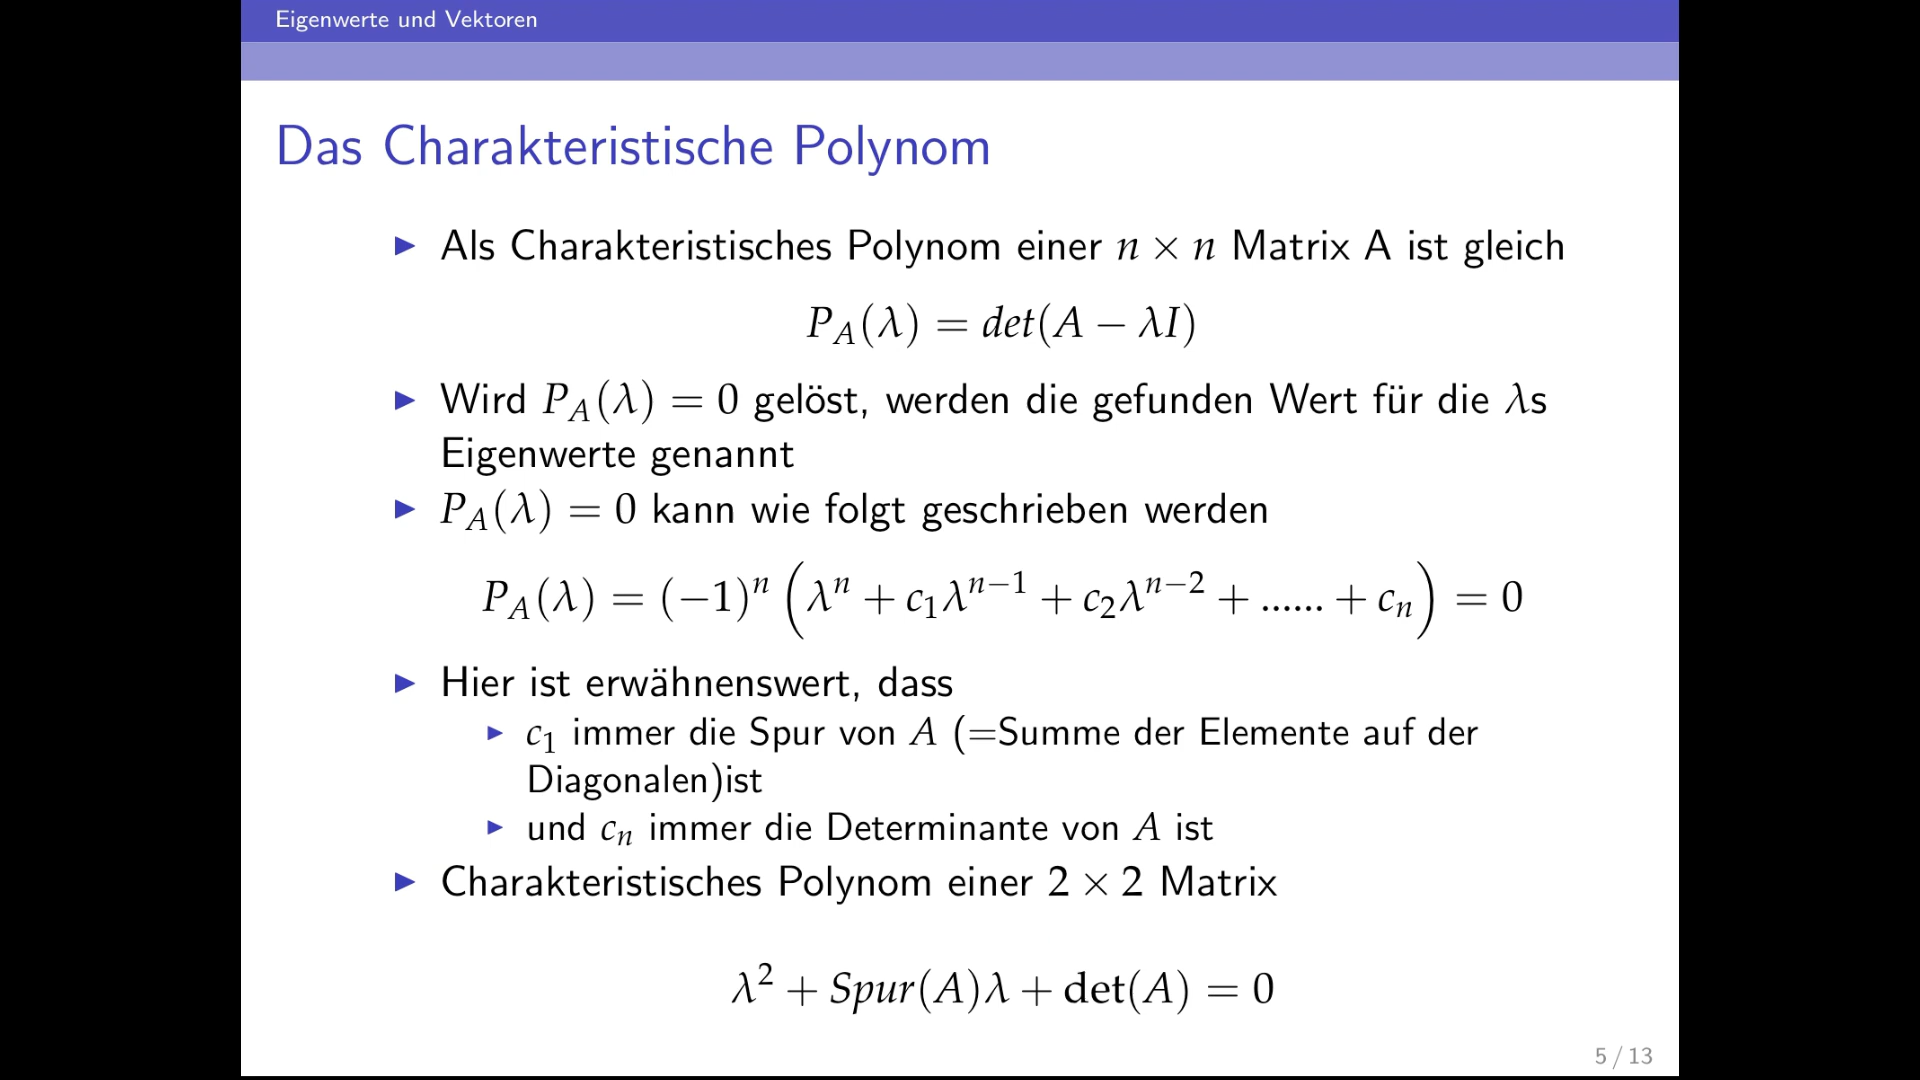 Eigenwerte und Vektoren
Das Charakteristische Polynom
▶ Als Charakteristisches Polynom einer n × n Matrix A ist gleich
P_A(λ) = det(A − λI)
▶ Wird P_A(λ) = 0 gelöst, werden die gefunden Wert für die λs
Eigenwerte genannt
▶ P_A(λ) = 0 kann wie folgt geschrieben werden
P_A(λ) = (−1)^n (λ^n + c_1λ^{n−1} + c_2λ^{n−2} + ...... + c_n) = 0
▶ Hier ist erwähnenswert, dass
▶ c_1 immer die Spur von A (=Summe der Elemente auf der
Diagonalen)ist
▶ und c_n immer die Determinante von A ist
▶ Charakteristisches Polynom einer 2 × 2 Matrix
λ^2 + Spur(A)λ + det(A) = 0
5 / 13